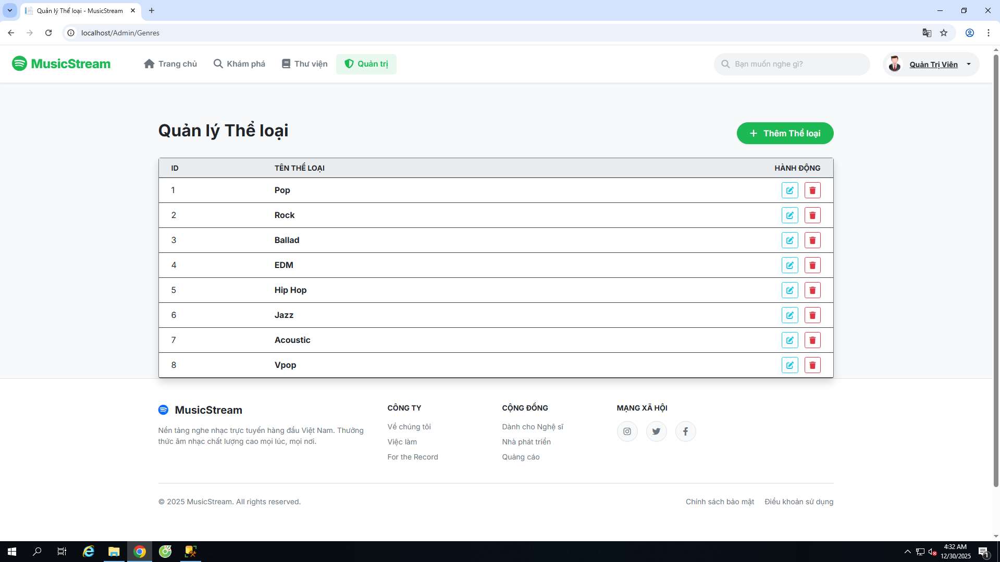 Quản lý Thể loại - MusicStream
localhost/Admin/Genres
MusicStream
Trang chủ
Khám phá
Thư viện
Quản trị
Bạn muốn nghe gì?
Quản Trị Viên
Quản lý Thể loại
Thêm Thể loại
ID TÊN THỂ LOẠI HÀNH ĐỘNG
1 Pop
2 Rock
3 Ballad
4 EDM
5 Hip Hop
6 Jazz
7 Acoustic
8 Vpop
MusicStream
Nền tảng nghe nhạc trực tuyến hàng đầu Việt Nam. Thưởng
thức âm nhạc chất lượng cao mọi lúc, mọi nơi.
CÔNG TY
Về chúng tôi
Việc làm
For the Record
CỘNG ĐỒNG
Dành cho Nghệ sĩ
Nhà phát triển
Quảng cáo
MẠNG XÃ HỘI
© 2025 MusicStream. All rights reserved.
Chính sách bảo mật
Điều khoản sử dụng
4:32 AM
12/30/2025
1